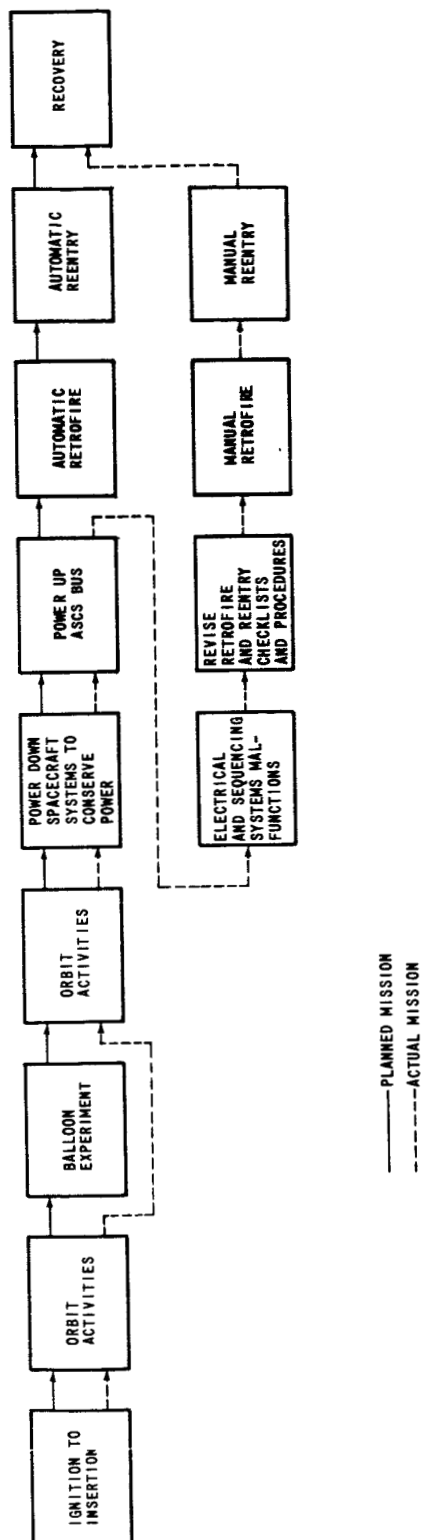 IGNITION TO
INSERTION
ORBIT
ACTIVITIES
BALLOON
EXPERIMENT
ORBIT
ACTIVITIES
POWER DOWN
SPACECRAFT
SYSTEMS TO
CONSERVE
POWER
POWER UP
ASCS BUS
AUTOMATIC
RETROFIRE
AUTOMATIC
REENTRY
RECOVERY
ELECTRICAL
AND SEQUENCING
SYSTEMS MAL-
FUNCTIONS
REVISE
RETROFIRE
AND REENTRY
CHECKLISTS
AND PROCEDURES
MANUAL
RETROFIRE
MANUAL
REENTRY
PLANNED MISSION
ACTUAL MISSION